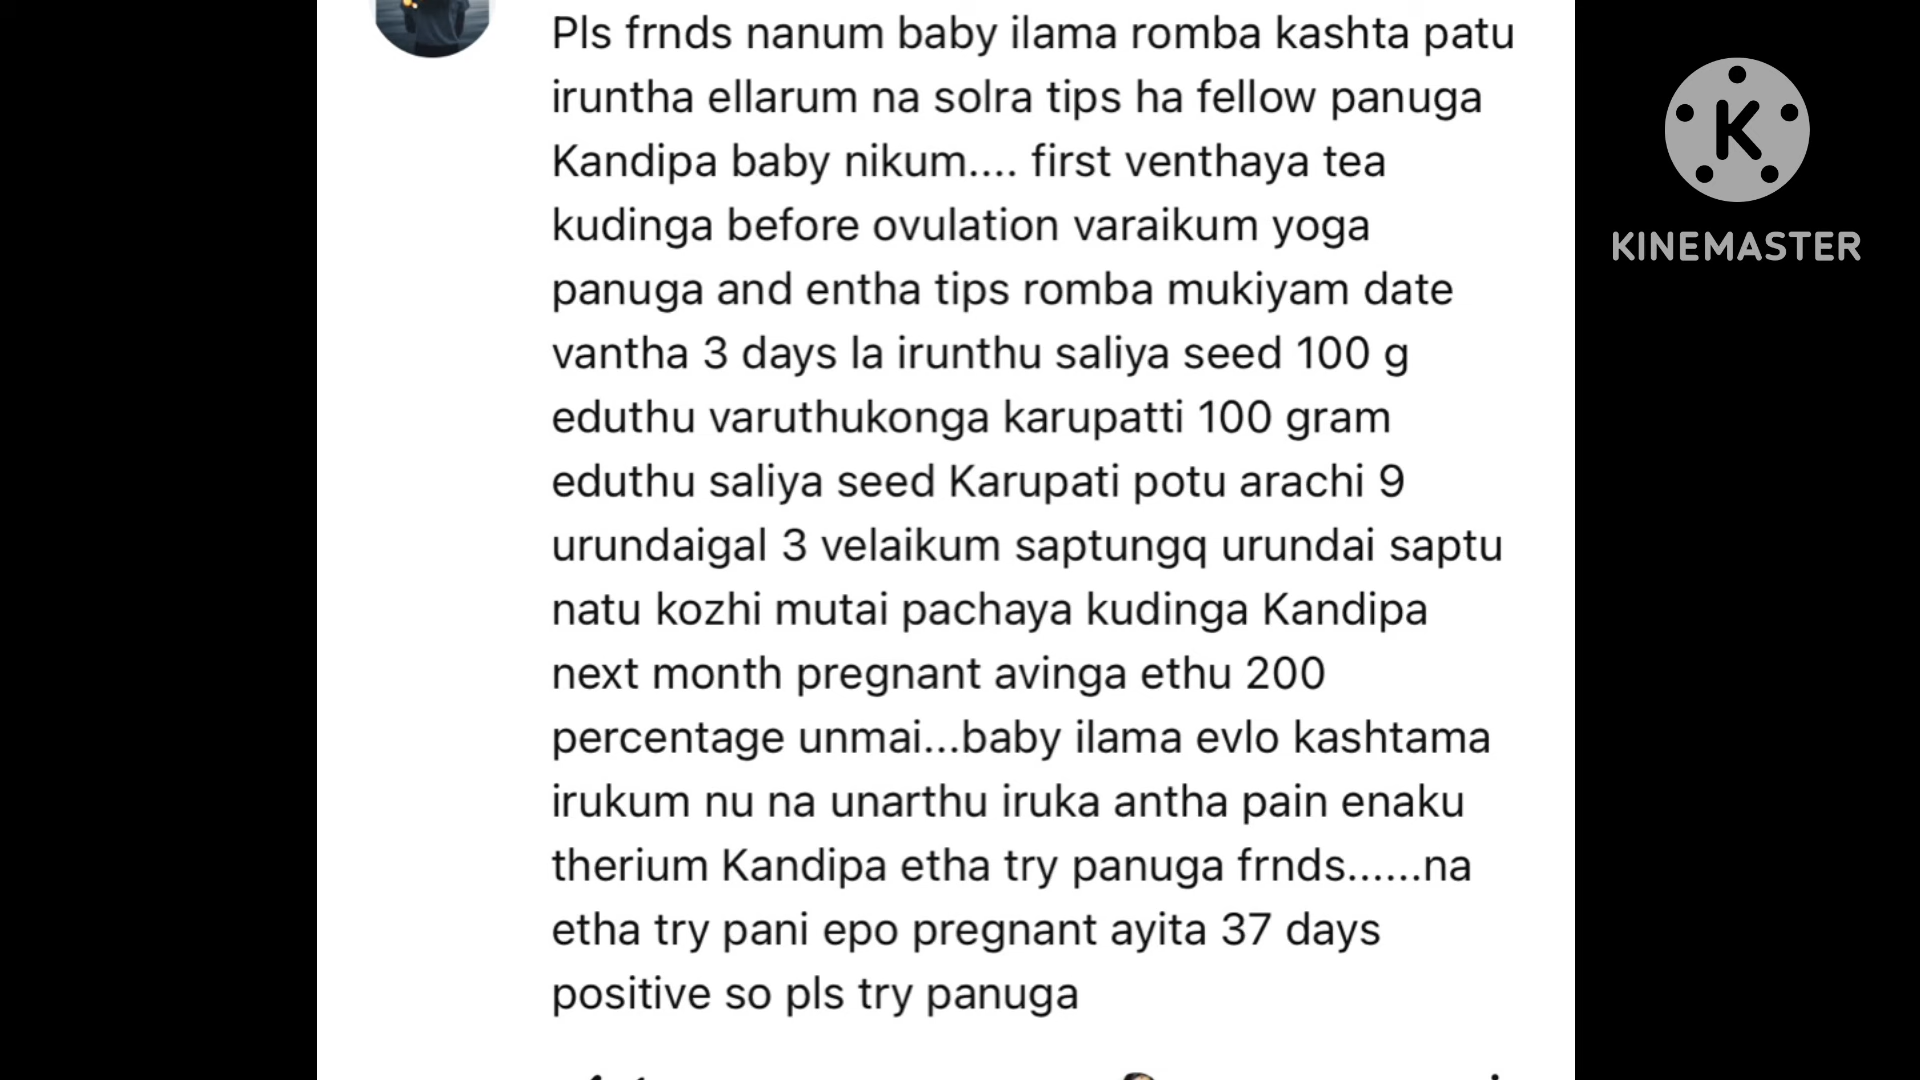 Pls frnds nanum baby ilama romba kashta patu
iruntha ellarum na solra tips ha fellow panuga
Kandipa baby nikum.... first venthaya tea
kudinga before ovulation varaikum yoga
panuga and entha tips romba mukiyam date
vantha 3 days la irunthu saliya seed 100 g
eduthu varuthukonga karupatti 100 gram
eduthu saliya seed Karupati potu arachi 9
urundaigal 3 velaikum saptungq urundai saptu
natu kozhi mutai pachaya kudinga Kandipa
next month pregnant avinga ethu 200
percentage unmai...baby ilama evlo kashtama
irukum nu na unarthu iruka antha pain enaku
therium Kandipa etha try panuga frnds......na
etha try pani epo pregnant ayita 37 days
positive so pls try panuga
K
KINEMASTER